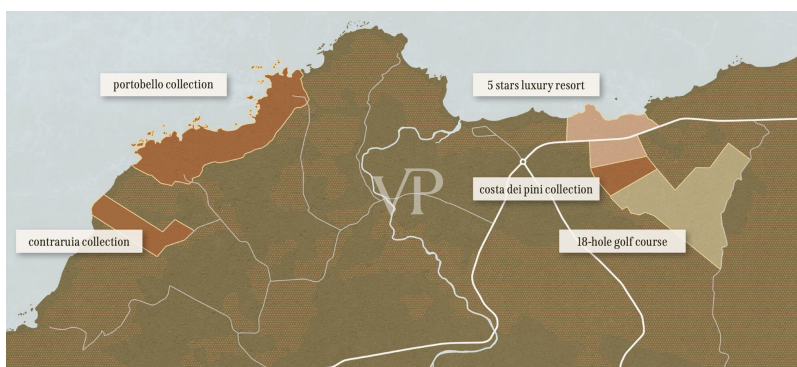 portobello collection
5 stars luxury resort
VP
costa dei pini collection
contraruia collection
18-hole golf course